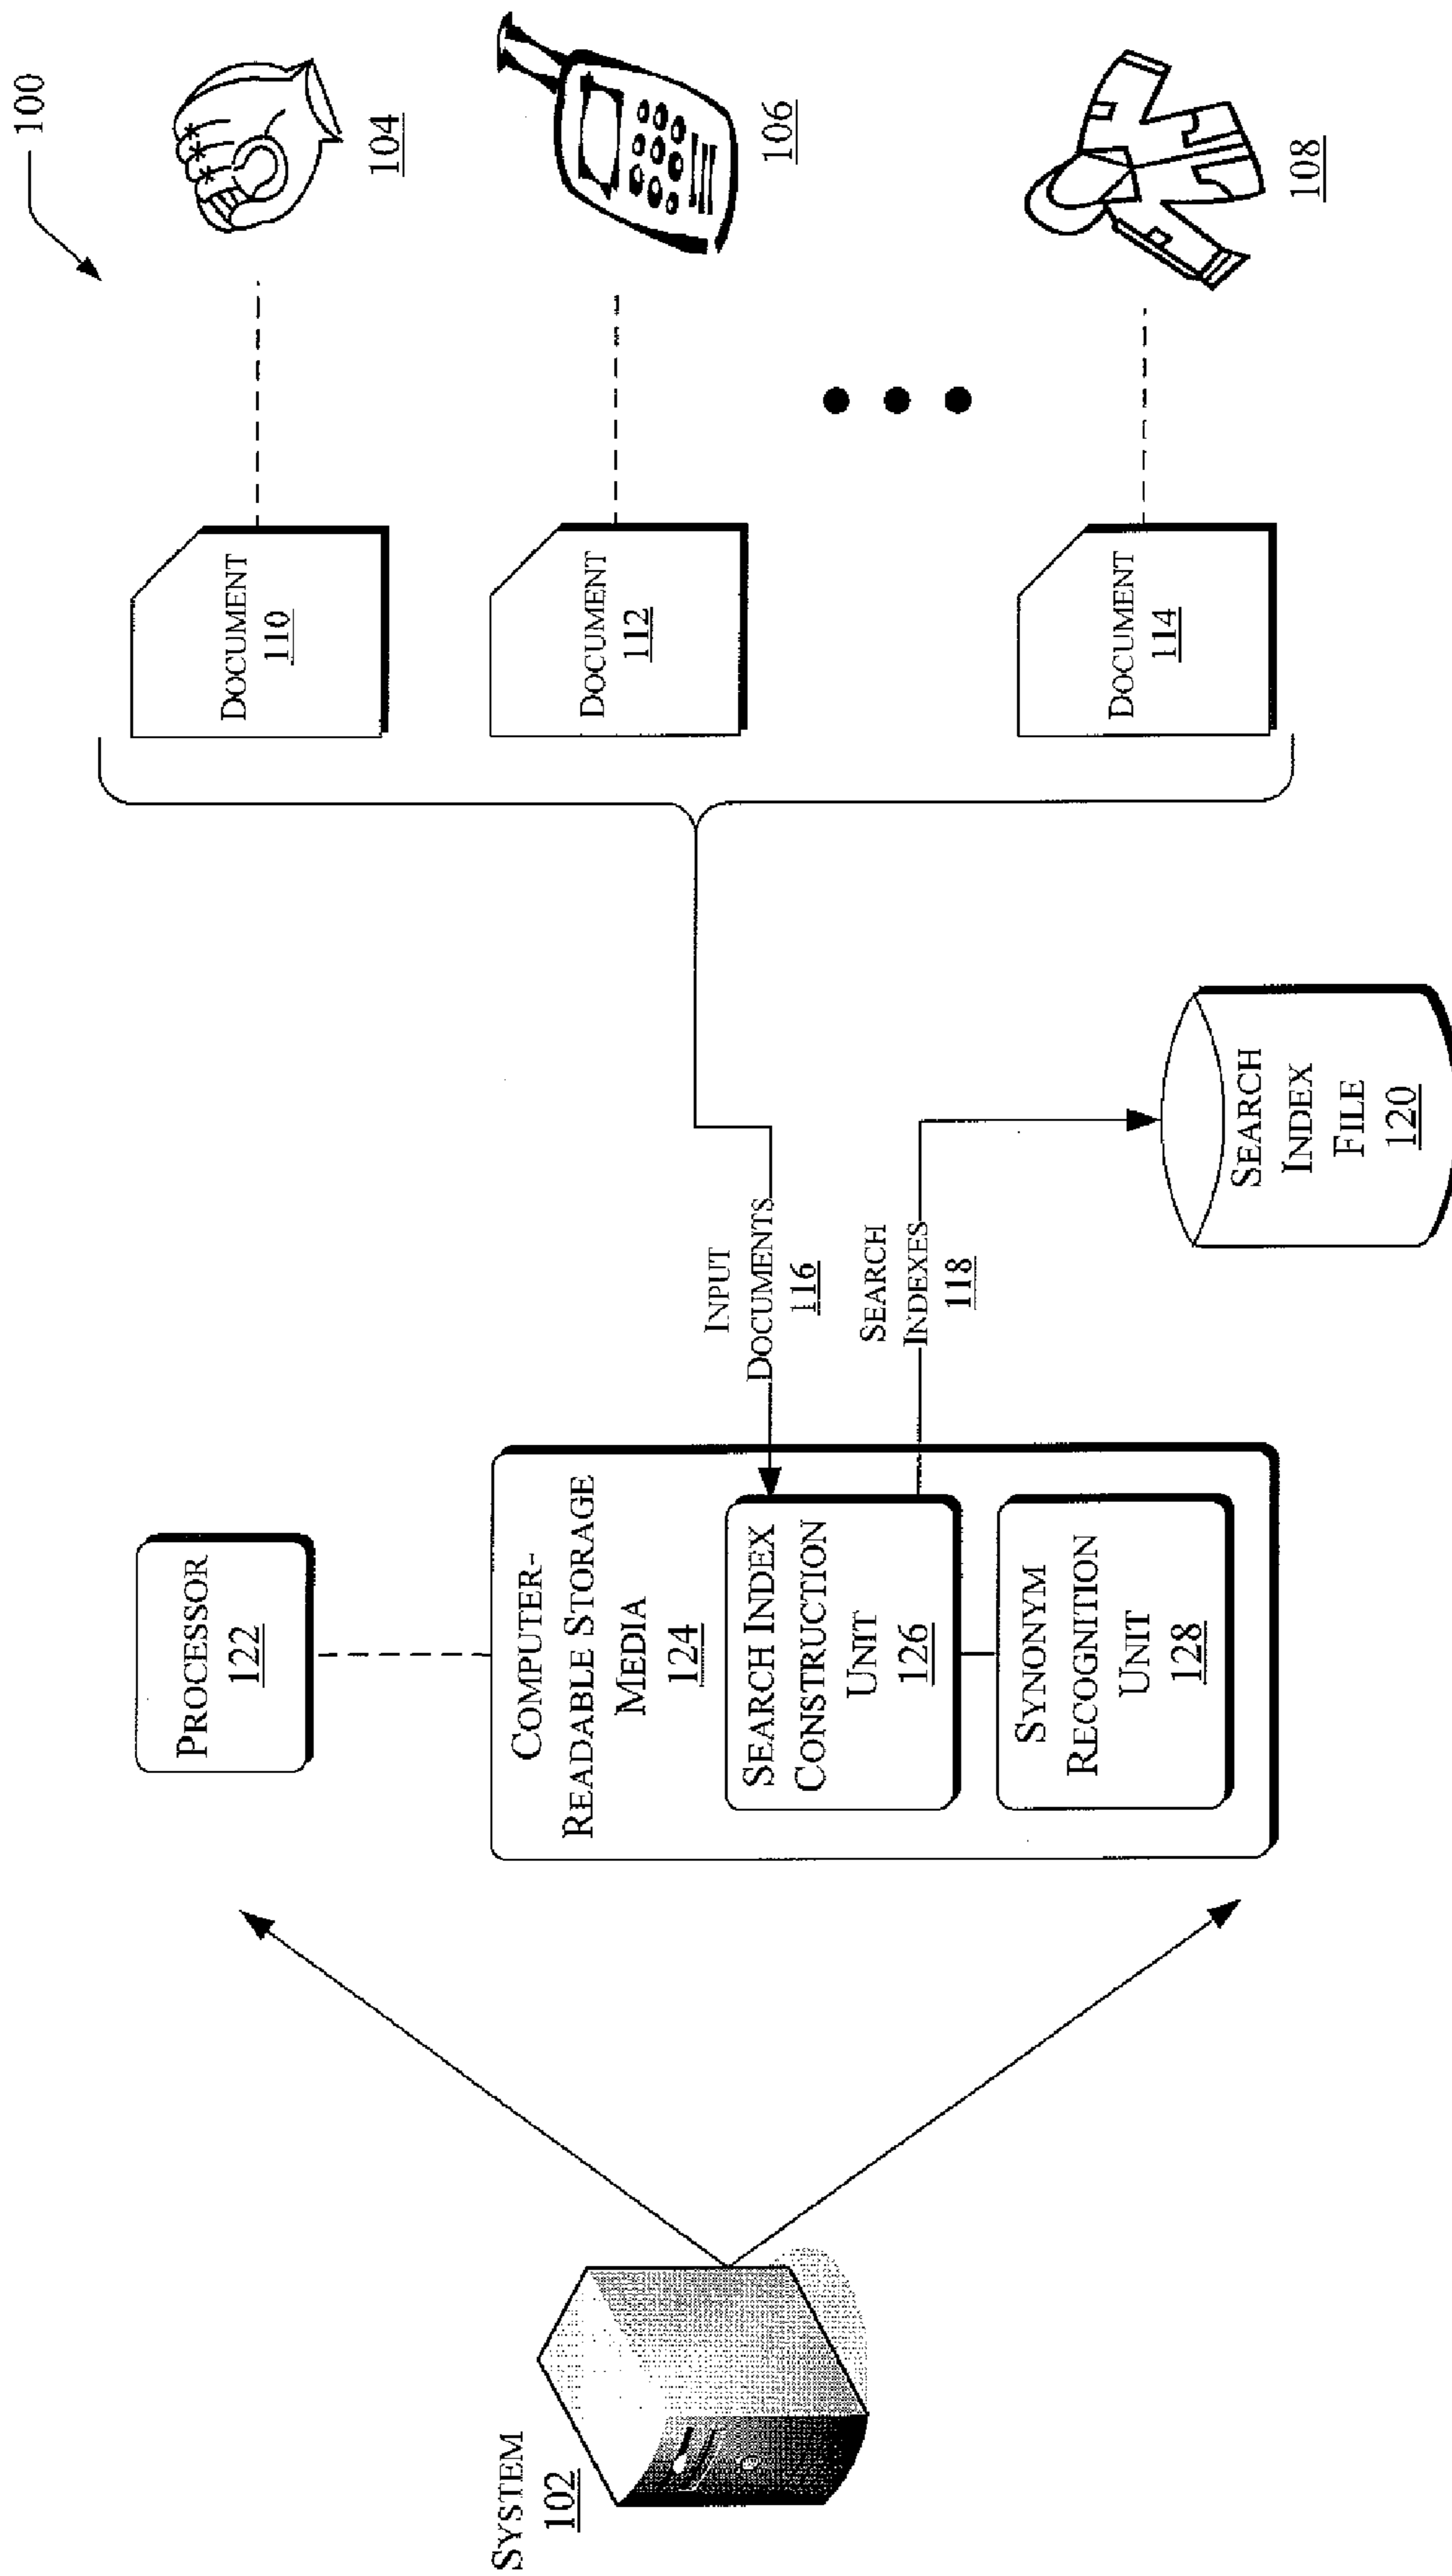 100
SYSTEM
102
PROCESSOR
122
COMPUTER-
READABLE STORAGE
MEDIA
124
SEARCH INDEX
CONSTRUCTION
UNIT
126
SYNONYM
RECOGNITION
UNIT
128
INPUT
DOCUMENTS
116
SEARCH
INDEXES
118
SEARCH
INDEX
FILE
120
DOCUMENT
110
DOCUMENT
112
DOCUMENT
114
104
106
108